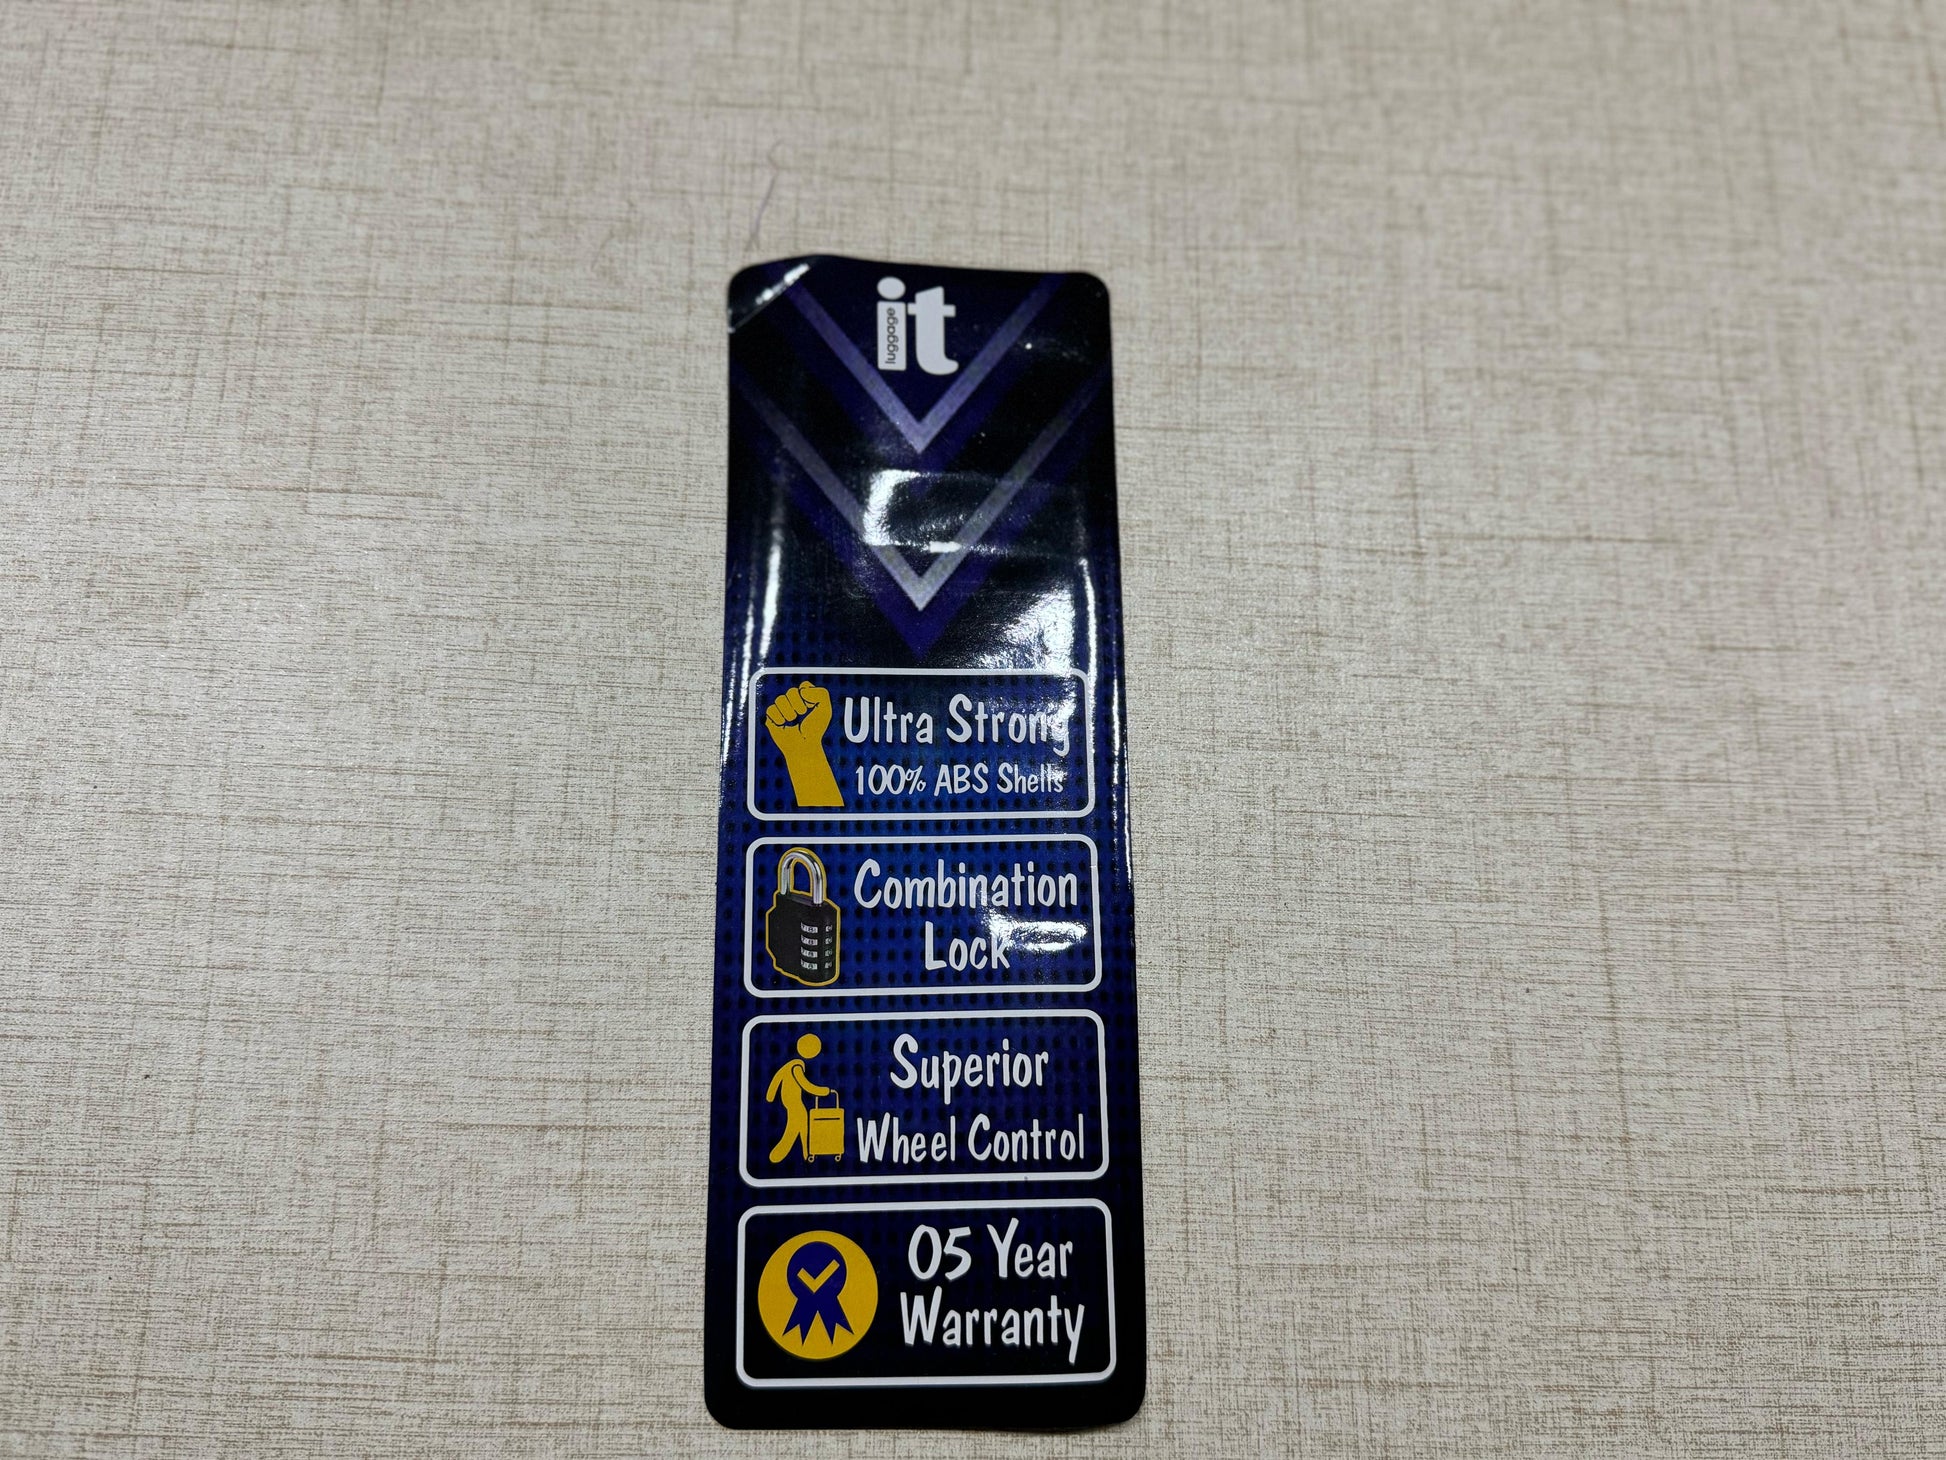 it
luggage
Ultra Strong
100% ABS Shells
Combination
Lock
Superior
Wheel Control
05 Year
Warranty